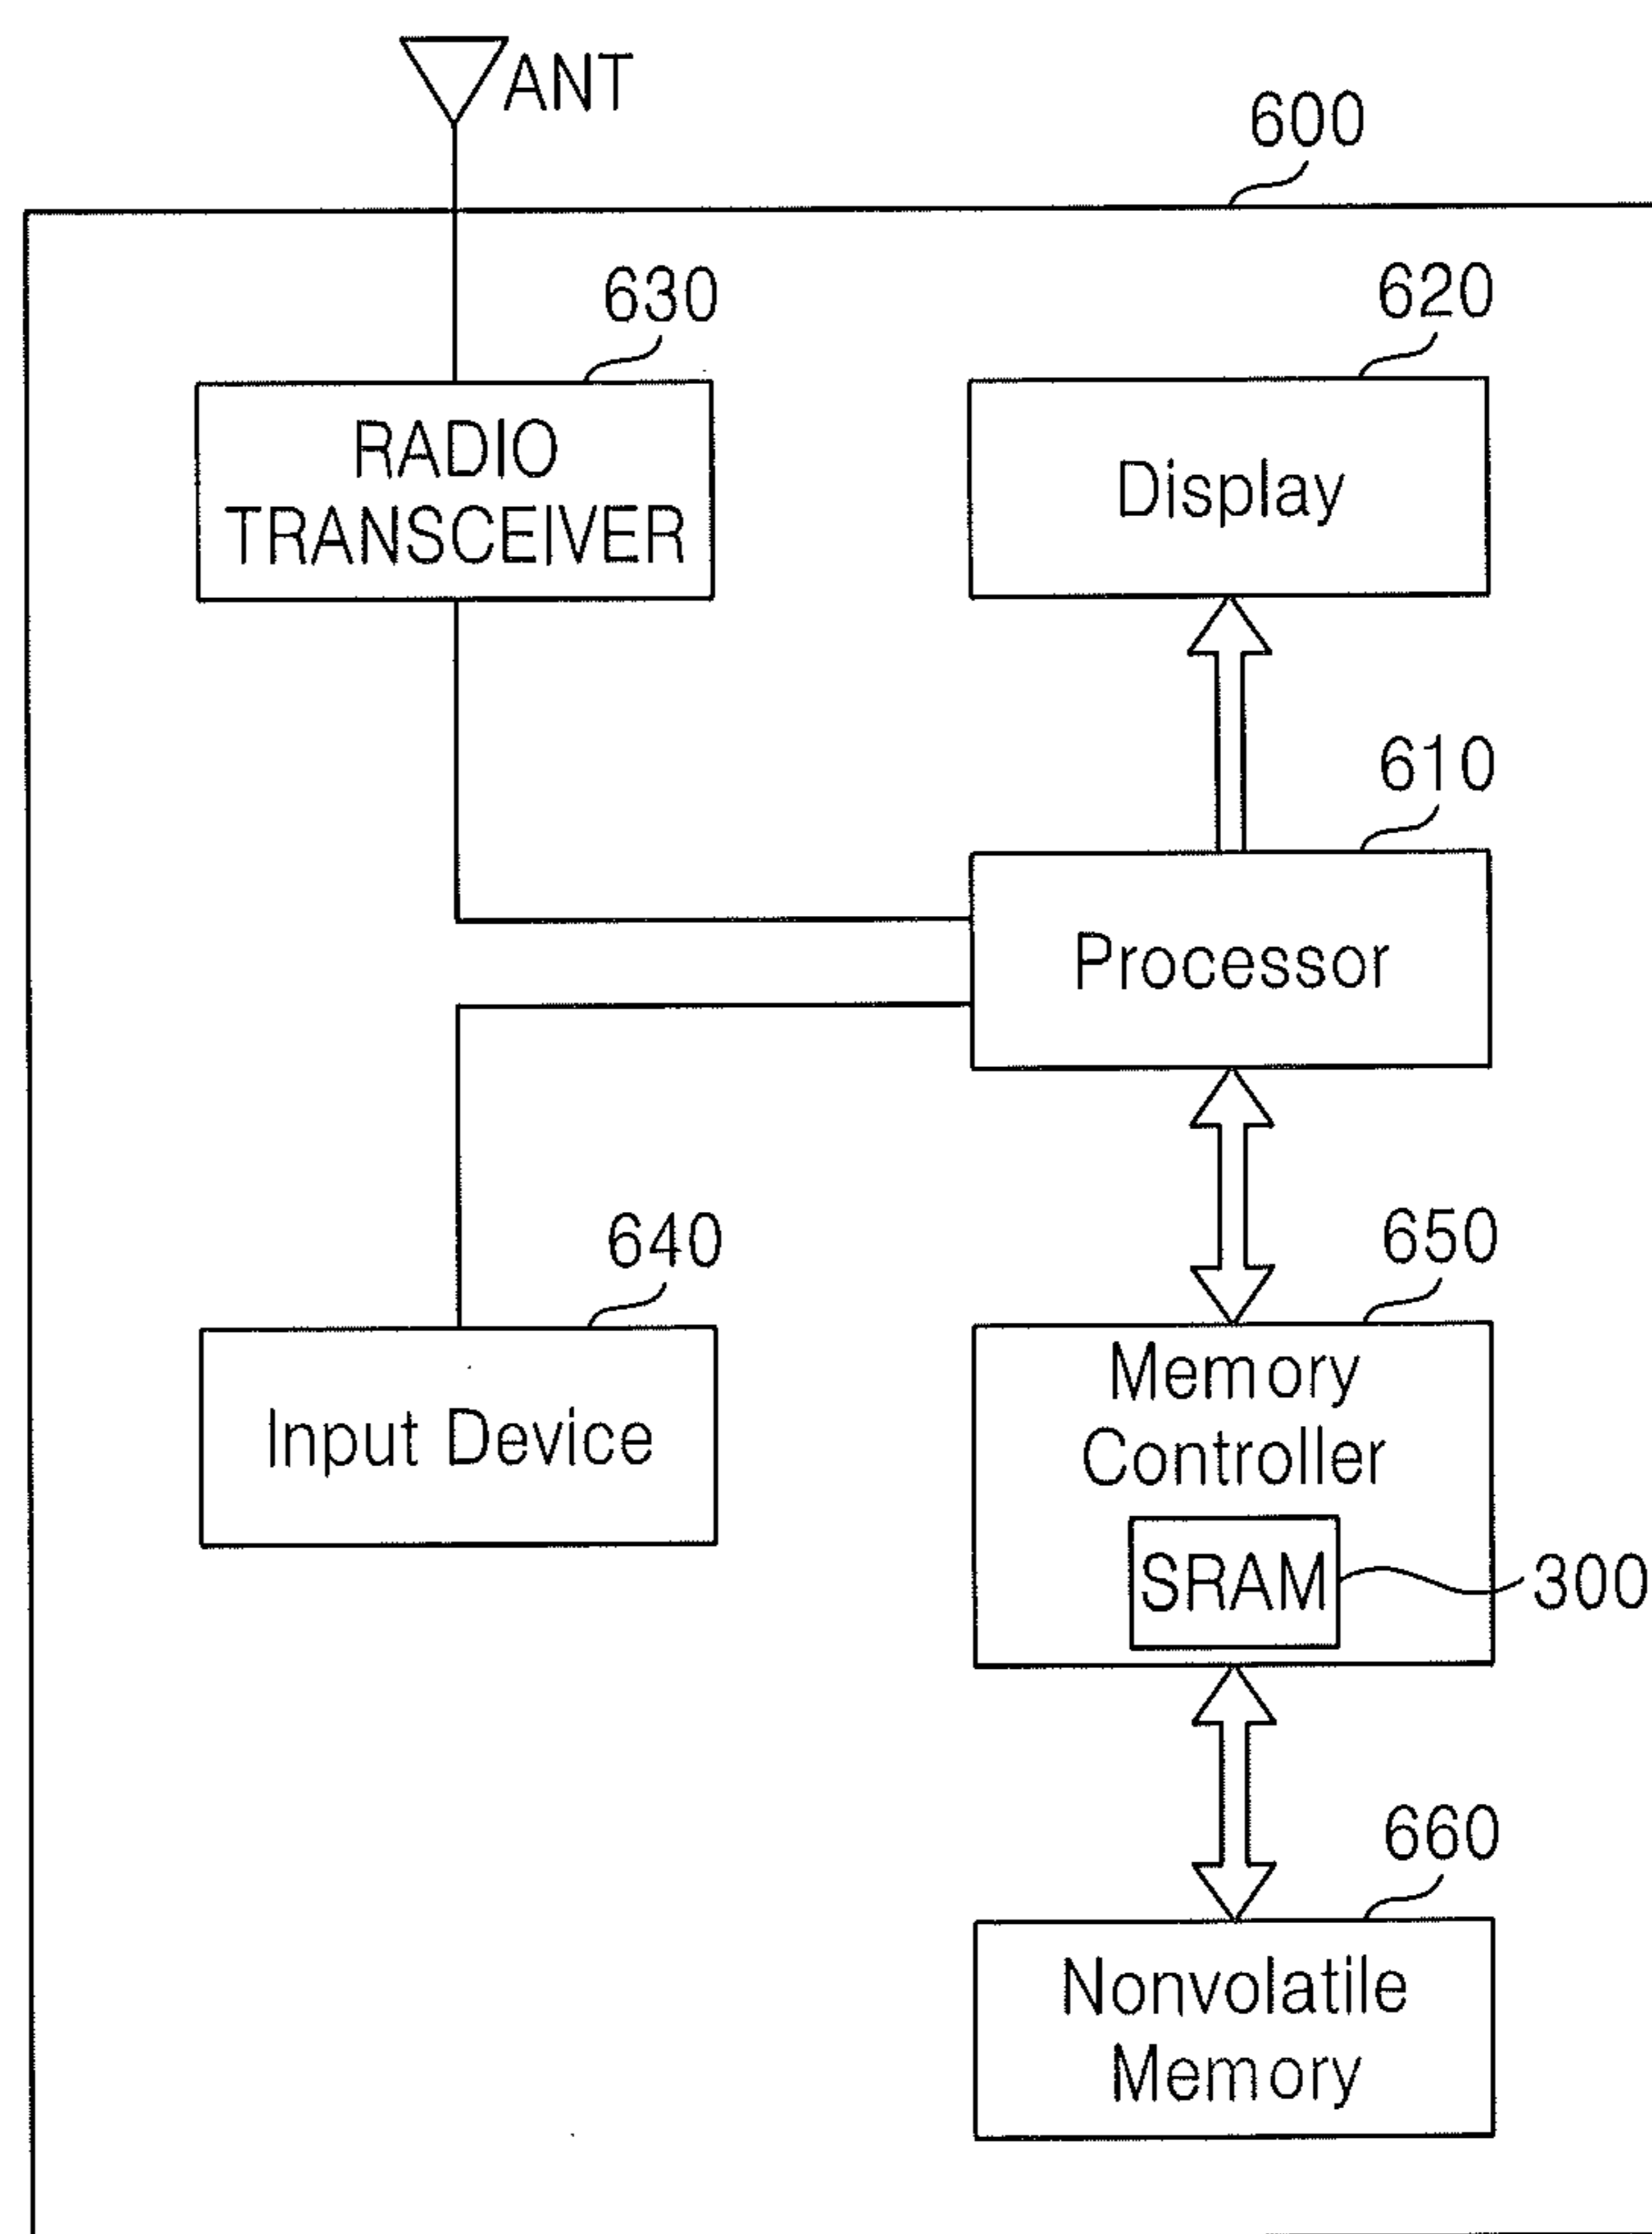 ANT
600
630
620
RADIO
TRANSCEIVER
Display
610
Processor
640
650
Input Device
Memory
Controller
SRAM
300
660
Nonvolatile
Memory